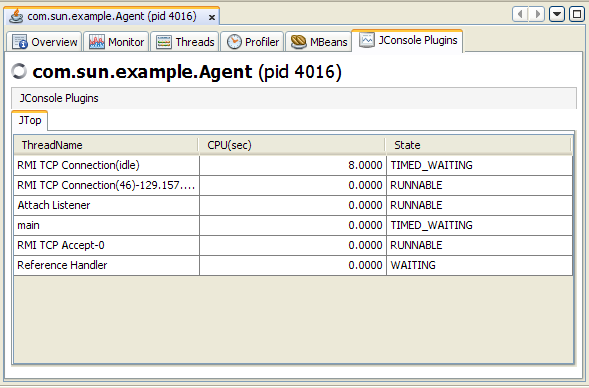 com.sun.example.Agent (pid 4016)
Overview Monitor Threads Profiler MBeans JConsole Plugins
com.sun.example.Agent (pid 4016)
JConsole Plugins
JTop
ThreadName CPU(sec) State
RMI TCP Connection(idle) 8.0000 TIMED_WAITING
RMI TCP Connection(46)-129.157.... 0.0000 RUNNABLE
Attach Listener 0.0000 RUNNABLE
main 0.0000 TIMED_WAITING
RMI TCP Accept-0 0.0000 RUNNABLE
Reference Handler 0.0000 WAITING